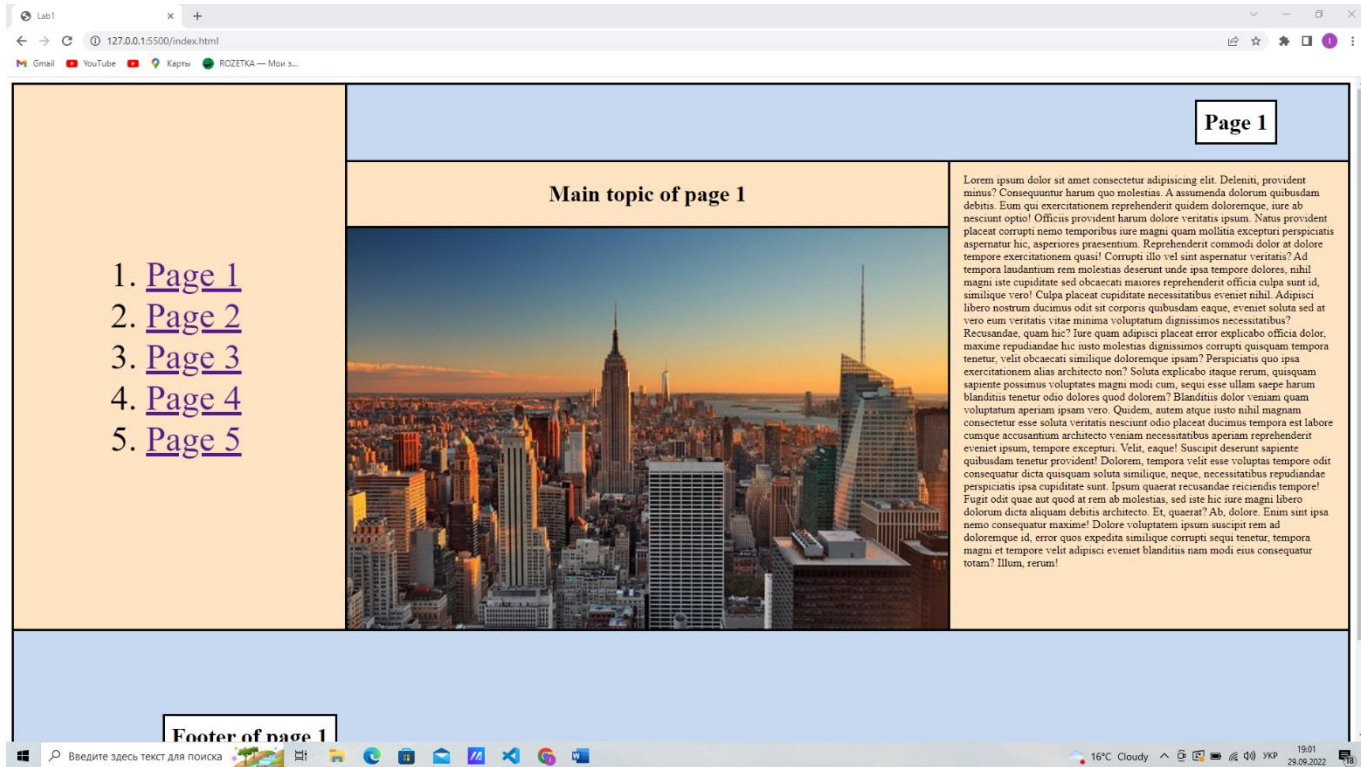 Lab1
127.0.0.1:5500/index.html
Gmail YouTube Карты ROZETKA — Мои з...
Page 1
Main topic of page 1
1. Page 1
2. Page 2
3. Page 3
4. Page 4
5. Page 5
Lorem ipsum dolor sit amet consectetur adipisicing elit. Deleniti, provident
minus? Consequuntur harum quo molestias. A assumenda dolorum quibusdam
debitis. Eum qui exercitationem reprehenderit quidem doloremque, iure ab
nesciunt optio! Officiis provident harum dolore veritatis ipsum. Natus provident
placeat corrupti nemo temporibus iure magni quam mollitia excepturi perspiciatis
aspernatur hic, asperiores praesentium. Reprehenderit commodi dolor at dolore
tempore exercitationem quasi! Corrupti illo vel sint aspernatur veritatis? Ad
tempora laudantium rem molestias deserunt unde ipsa tempore dolores, nihil
magni iste cupiditate sed obcaecati maiores reprehenderit officia culpa sunt id,
similique vero! Culpa placeat cupiditate necessitatibus eveniet nihil. Adipisci
libero nostrum ducimus odit sit corporis quibusdam eaque, eveniet soluta sed at
vero eum veritatis vitae minima voluptatum dignissimos necessitatibus?
Recusandae, quam hic? Iure quam adipisci placeat error explicabo officia dolor,
maxime repudiandae hic iusto molestias dignissimos corrupti quisquam tempora
tenetur, velit obcaecati similique doloremque ipsam? Perspiciatis quo ipsa
exercitationem alias architecto non? Soluta explicabo itaque rerum, quisquam
sapiente possimus voluptates magni modi cum, sequi esse ullam saepe harum
blanditiis tenetur odio dolores quod dolorem? Blanditiis dolor veniam quam
voluptatum aperiam ipsam vero. Quidem, autem atque iusto nihil magnam
consectetur esse soluta veritatis nesciunt odio placeat ducimus tempora est labore
cumque accusantium architecto veniam necessitatibus aperiam reprehenderit
eveniet ipsum, tempore excepturi. Velit, eaque! Suscipit deserunt sapiente
quibusdam tenetur provident! Dolorem, tempora velit esse voluptas tempore odit
consequatur dicta quisquam soluta similique, neque, necessitatibus repudiandae
perspiciatis ipsa cupiditate sunt. Ipsum quaerat recusandae reiciendis tempore!
Fugit odit quae aut quod at rem ab molestias, sed iste hic iure magni libero
dolorum dicta aliquam debitis architecto. Et, quaerat? Ab, dolore. Enim sint ipsa
nemo consequatur maxime! Dolore voluptatem ipsum suscipit rem ad
doloremque id, error quos expedita similique corrupti sequi tenetur, tempora
magni et tempore velit adipisci eveniet blanditiis nam modi eius consequatur
totam? Illum, rerum!
Footer of page 1
Введите здесь текст для поиска
16°C Cloudy
УКР
19:01
29.09.2022
18